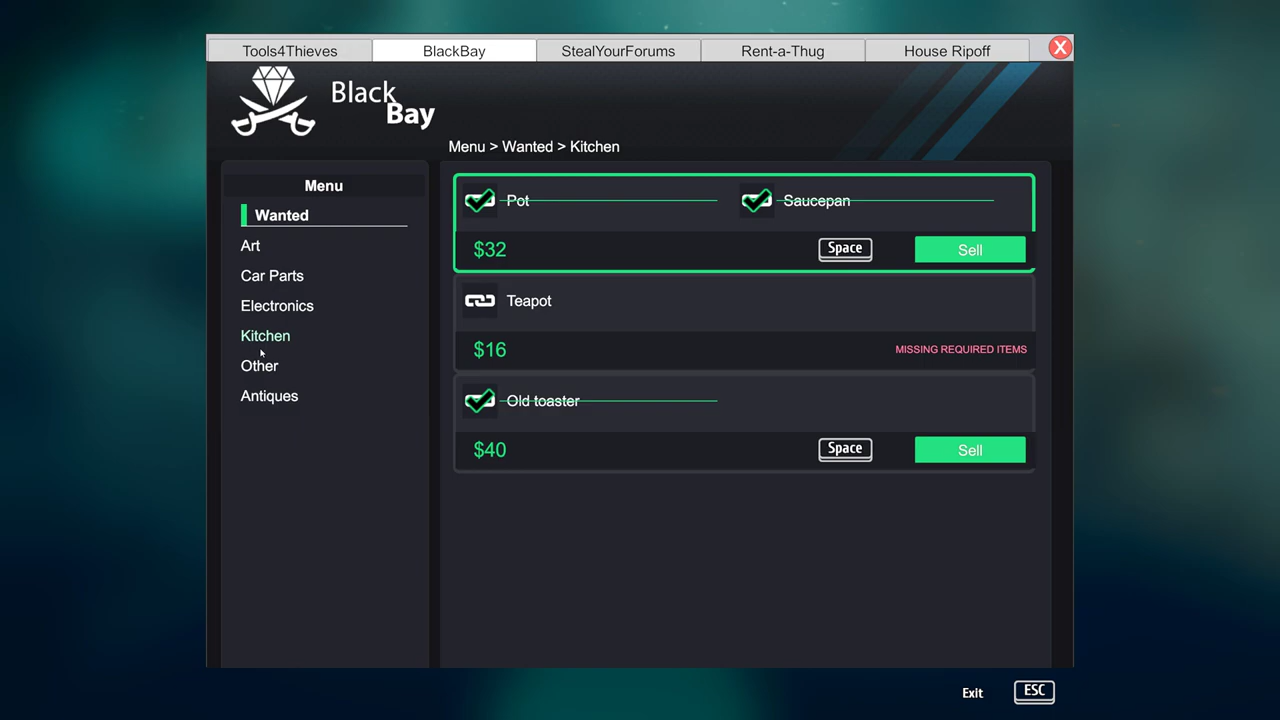 Tools4Thieves BlackBay StealYourForums Rent-a-Thug House Ripoff X
Black
Bay
Menu > Wanted > Kitchen
Menu
Wanted
Art
Car Parts
Electronics
Kitchen
Other
Antiques
Pot Saucepan
$32 Space Sell
Teapot
$16 MISSING REQUIRED ITEMS
Old toaster
$40 Space Sell
Exit ESC